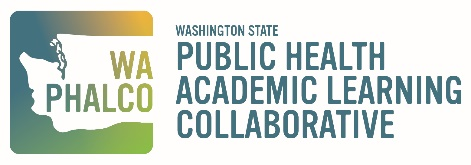 WA
PHALCO
WASHINGTON STATE
PUBLIC HEALTH
ACADEMIC LEARNING
COLLABORATIVE